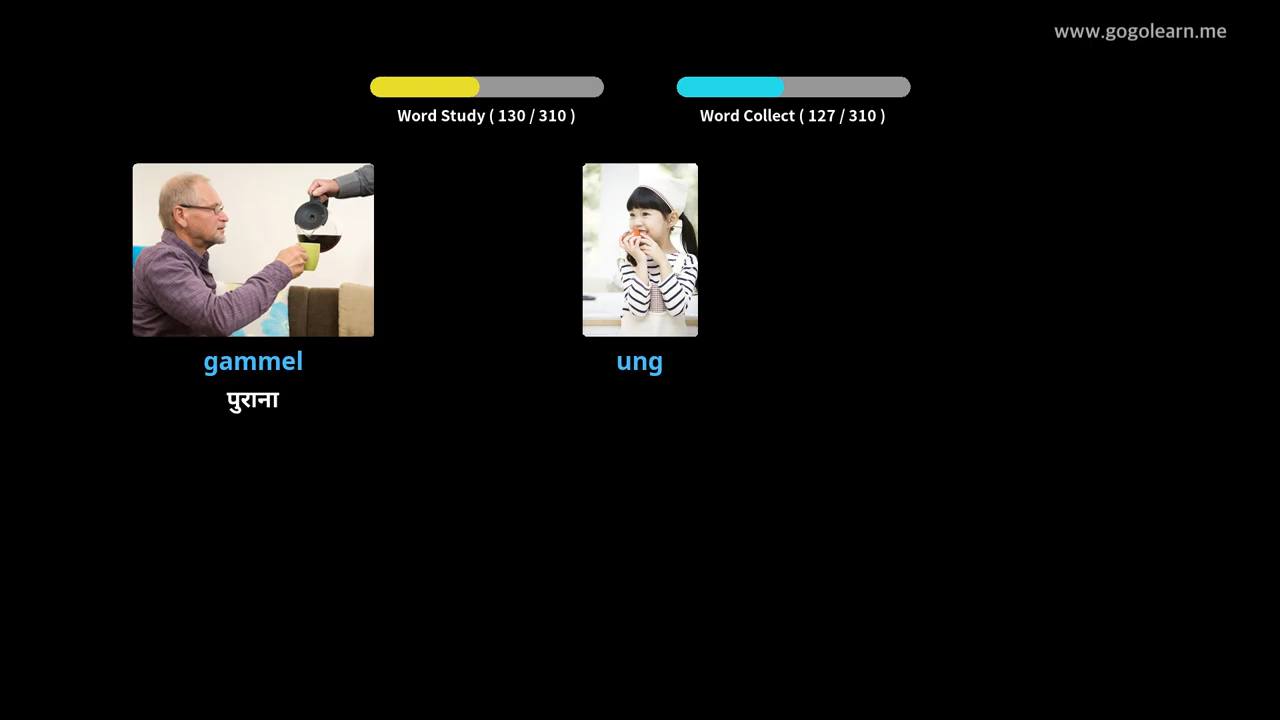 www.gogolearn.me
Word Study ( 130 / 310 )
Word Collect ( 127 / 310 )
gammel
ung
पुराना